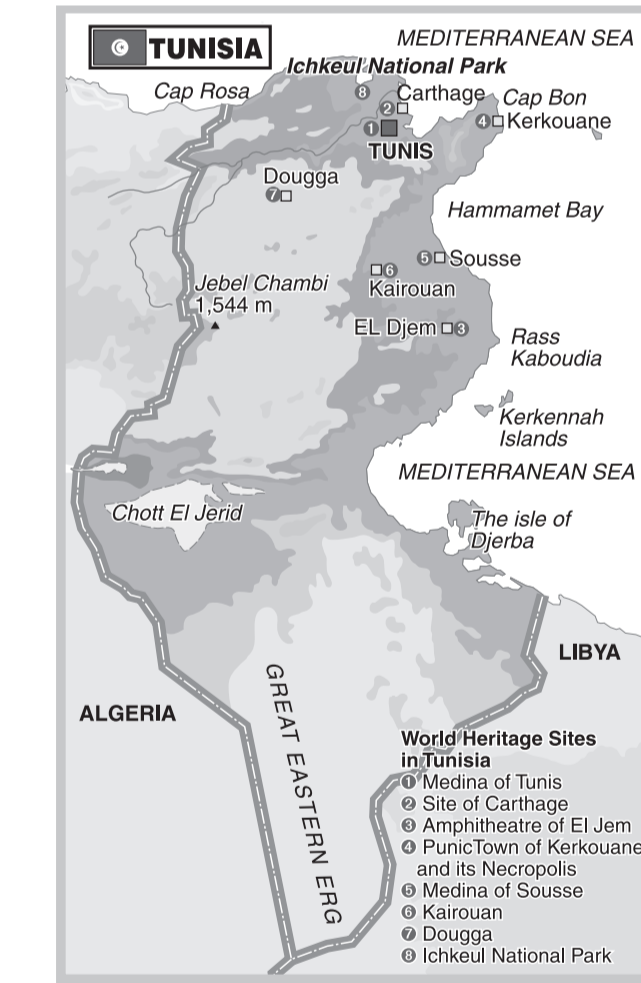 TUNISIA
MEDITERRANEAN SEA
Ichkeul National Park
Cap Rosa
8
Carthage
2
Cap Bon
4
Kerkouane
1
TUNIS
Dougga
7
Hammamet Bay
5
Sousse
6
Kairouan
Jebel Chambi
1,544 m
EL Djem
3
Rass
Kaboudia
Kerkennah
Islands
MEDITERRANEAN SEA
Chott El Jerid
The isle of
Djerba
LIBYA
ALGERIA
GREAT EASTERN ERG
World Heritage Sites
in Tunisia
1 Medina of Tunis
2 Site of Carthage
3 Amphitheatre of El Jem
4 PunicTown of Kerkouane
and its Necropolis
5 Medina of Sousse
6 Kairouan
7 Dougga
8 Ichkeul National Park